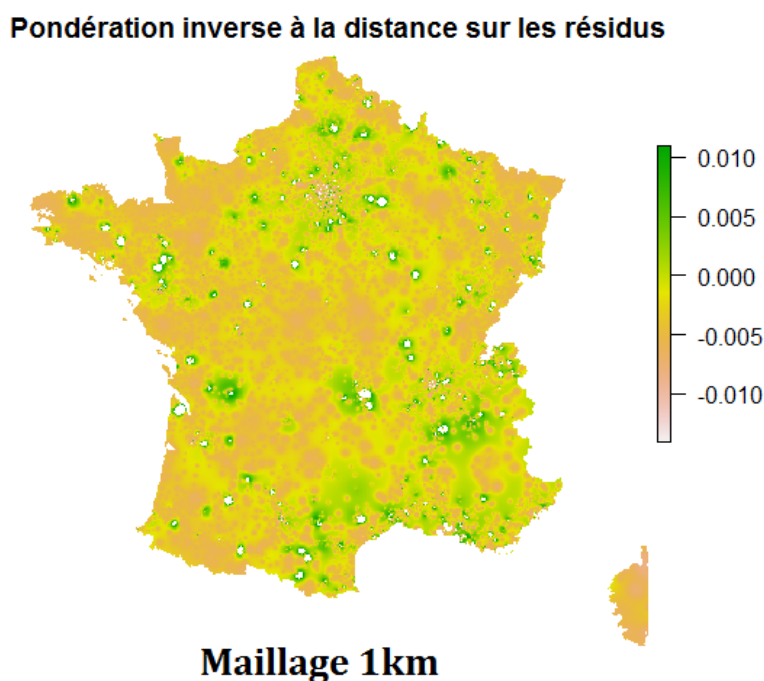 Pondération inverse à la distance sur les résidus
0.010
0.005
0.000
-0.005
-0.010
Maillage 1km